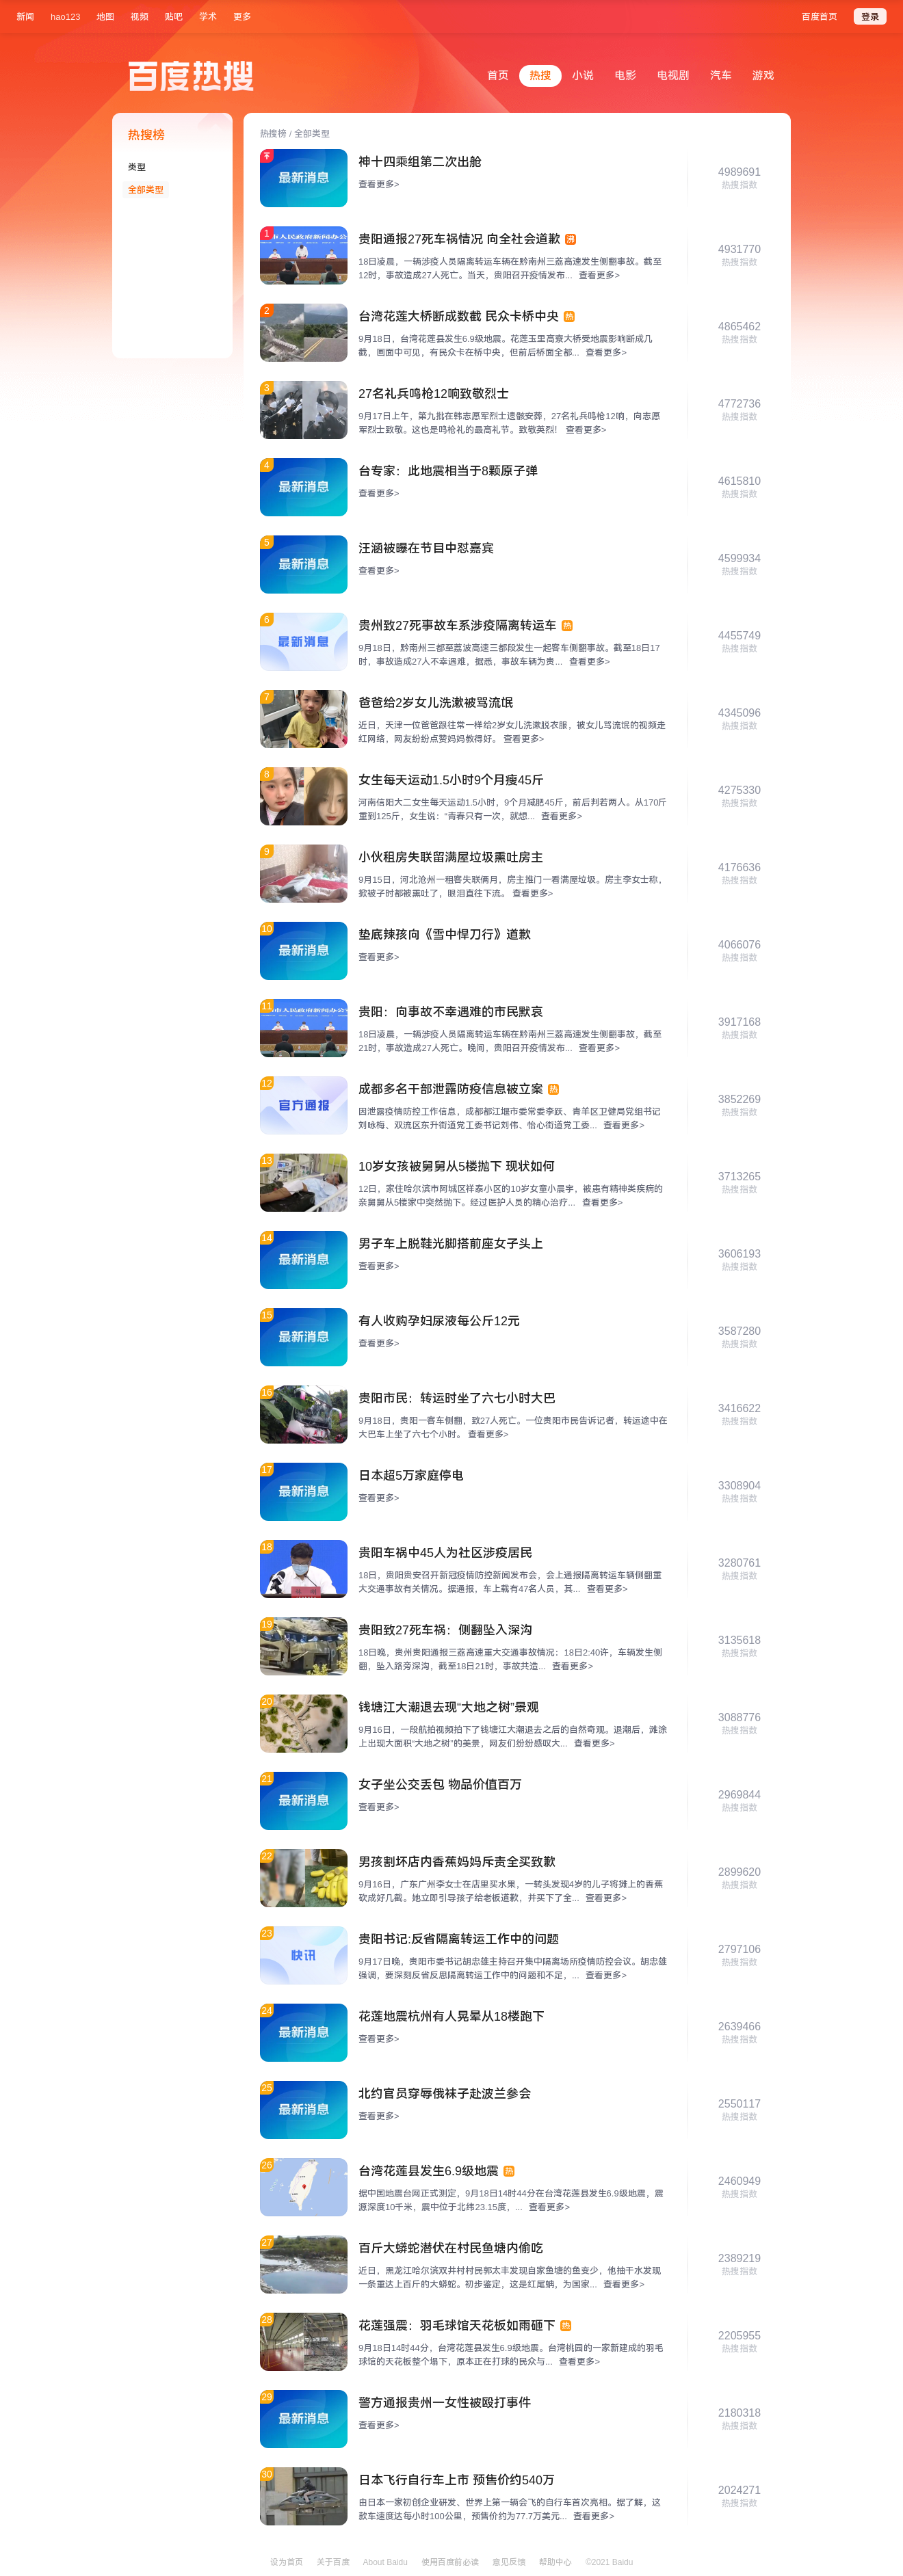 新闻 hao123 地图 视频 贴吧 学术 更多 百度首页 登录
百度热搜
首页 热搜 小说 电影 电视剧 汽车 游戏
热搜榜
类型
全部类型
热搜榜 / 全部类型
最新消息
神十四乘组第二次出舱
查看更多>
4989691
热搜指数
1
贵阳通报27死车祸情况 向全社会道歉 沸
18日凌晨，一辆涉疫人员隔离转运车辆在黔南州三荔高速发生侧翻事故。截至
12时，事故造成27人死亡。当天，贵阳召开疫情发布... 查看更多>
4931770
热搜指数
2
台湾花莲大桥断成数截 民众卡桥中央 热
9月18日，台湾花莲县发生6.9级地震。花莲玉里高寮大桥受地震影响断成几
截，画面中可见，有民众卡在桥中央，但前后桥面全都... 查看更多>
4865462
热搜指数
3
27名礼兵鸣枪12响致敬烈士
9月17日上午，第九批在韩志愿军烈士遗骸安葬，27名礼兵鸣枪12响，向志愿
军烈士致敬。这也是鸣枪礼的最高礼节。致敬英烈！ 查看更多>
4772736
热搜指数
4
最新消息
台专家：此地震相当于8颗原子弹
查看更多>
4615810
热搜指数
5
最新消息
汪涵被曝在节目中怼嘉宾
查看更多>
4599934
热搜指数
6
最新消息
贵州致27死事故车系涉疫隔离转运车 热
9月18日，黔南州三都至荔波高速三都段发生一起客车侧翻事故。截至18日17
时，事故造成27人不幸遇难，据悉，事故车辆为贵... 查看更多>
4455749
热搜指数
7
爸爸给2岁女儿洗漱被骂流氓
近日，天津一位爸爸跟往常一样给2岁女儿洗漱脱衣服，被女儿骂流氓的视频走
红网络，网友纷纷点赞妈妈教得好。 查看更多>
4345096
热搜指数
8
女生每天运动1.5小时9个月瘦45斤
河南信阳大二女生每天运动1.5小时，9个月减肥45斤，前后判若两人。从170斤
重到125斤，女生说：“青春只有一次，就想... 查看更多>
4275330
热搜指数
9
小伙租房失联留满屋垃圾熏吐房主
9月15日，河北沧州一租客失联俩月，房主推门一看满屋垃圾。房主李女士称，
掀被子时都被熏吐了，眼泪直往下流。 查看更多>
4176636
热搜指数
10
最新消息
垫底辣孩向《雪中悍刀行》道歉
查看更多>
4066076
热搜指数
11
贵阳：向事故不幸遇难的市民默哀
18日凌晨，一辆涉疫人员隔离转运车辆在黔南州三荔高速发生侧翻事故，截至
21时，事故造成27人死亡。晚间，贵阳召开疫情发布... 查看更多>
3917168
热搜指数
12
官方通报
成都多名干部泄露防疫信息被立案 热
因泄露疫情防控工作信息，成都都江堰市委常委李跃、青羊区卫健局党组书记
刘咏梅、双流区东升街道党工委书记刘伟、怡心街道党工委... 查看更多>
3852269
热搜指数
13
10岁女孩被舅舅从5楼抛下 现状如何
12日，家住哈尔滨市阿城区祥泰小区的10岁女童小晨宇，被患有精神类疾病的
亲舅舅从5楼家中突然抛下。经过医护人员的精心治疗... 查看更多>
3713265
热搜指数
14
最新消息
男子车上脱鞋光脚搭前座女子头上
查看更多>
3606193
热搜指数
15
最新消息
有人收购孕妇尿液每公斤12元
查看更多>
3587280
热搜指数
16
贵阳市民：转运时坐了六七小时大巴
9月18日，贵阳一客车侧翻，致27人死亡。一位贵阳市民告诉记者，转运途中在
大巴车上坐了六七个小时。 查看更多>
3416622
热搜指数
17
最新消息
日本超5万家庭停电
查看更多>
3308904
热搜指数
18
贵阳车祸中45人为社区涉疫居民
18日，贵阳贵安召开新冠疫情防控新闻发布会，会上通报隔离转运车辆侧翻重
大交通事故有关情况。据通报，车上载有47名人员，其... 查看更多>
3280761
热搜指数
19
贵阳致27死车祸：侧翻坠入深沟
18日晚，贵州贵阳通报三荔高速重大交通事故情况：18日2:40许，车辆发生侧
翻，坠入路旁深沟，截至18日21时，事故共造... 查看更多>
3135618
热搜指数
20
钱塘江大潮退去现“大地之树”景观
9月16日，一段航拍视频拍下了钱塘江大潮退去之后的自然奇观。退潮后，滩涂
上出现大面积“大地之树”的美景，网友们纷纷感叹大... 查看更多>
3088776
热搜指数
21
最新消息
女子坐公交丢包 物品价值百万
查看更多>
2969844
热搜指数
22
男孩割坏店内香蕉妈妈斥责全买致歉
9月16日，广东广州李女士在店里买水果，一转头发现4岁的儿子将摊上的香蕉
砍成好几截。她立即引导孩子给老板道歉，并买下了全... 查看更多>
2899620
热搜指数
23
快讯
贵阳书记:反省隔离转运工作中的问题
9月17日晚，贵阳市委书记胡忠雄主持召开集中隔离场所疫情防控会议。胡忠雄
强调，要深刻反省反思隔离转运工作中的问题和不足，... 查看更多>
2797106
热搜指数
24
最新消息
花莲地震杭州有人晃晕从18楼跑下
查看更多>
2639466
热搜指数
25
最新消息
北约官员穿辱俄袜子赴波兰参会
查看更多>
2550117
热搜指数
26
台湾花莲县发生6.9级地震 热
据中国地震台网正式测定，9月18日14时44分在台湾花莲县发生6.9级地震，震
源深度10千米，震中位于北纬23.15度，... 查看更多>
2460949
热搜指数
27
百斤大蟒蛇潜伏在村民鱼塘内偷吃
近日，黑龙江哈尔滨双井村村民郭太丰发现自家鱼塘的鱼变少，他抽干水发现
一条重达上百斤的大蟒蛇。初步鉴定，这是红尾蚺，为国家... 查看更多>
2389219
热搜指数
28
花莲强震：羽毛球馆天花板如雨砸下 热
9月18日14时44分，台湾花莲县发生6.9级地震。台湾桃园的一家新建成的羽毛
球馆的天花板整个塌下，原本正在打球的民众与... 查看更多>
2205955
热搜指数
29
最新消息
警方通报贵州一女性被殴打事件
查看更多>
2180318
热搜指数
30
日本飞行自行车上市 预售价约540万
由日本一家初创企业研发、世界上第一辆会飞的自行车首次亮相。据了解，这
款车速度达每小时100公里，预售价约为77.7万美元... 查看更多>
2024271
热搜指数
设为首页 关于百度 About Baidu 使用百度前必读 意见反馈 帮助中心 ©2021 Baidu